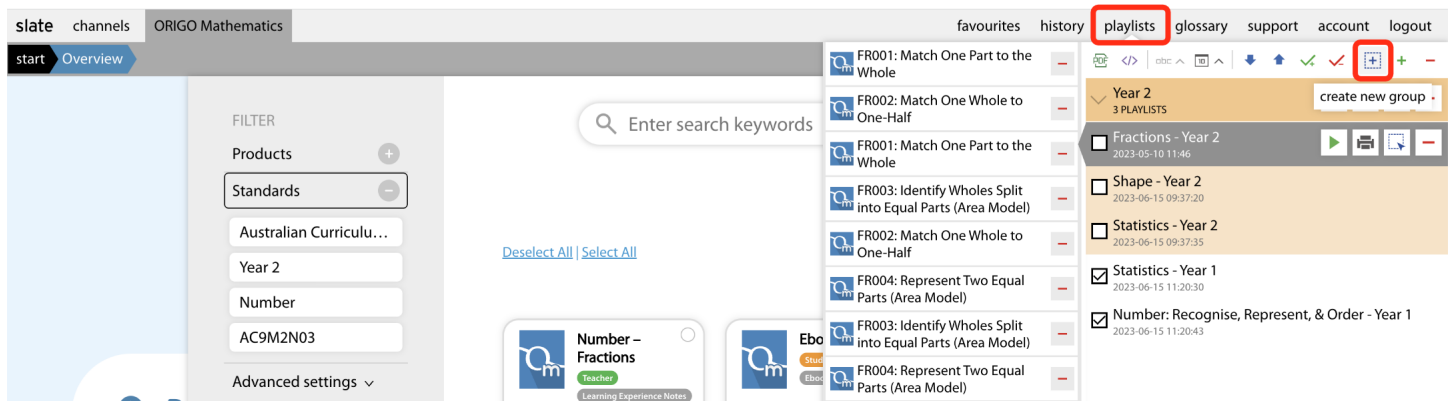 slate channels ORIGO Mathematics favourites history playlists glossary support account logout
start Overview
FILTER
Products
Standards
Australian Curriculu…
Year 2
Number
AC9M2N03
Advanced settings
Enter search keywords
Deselect All | Select All
Number –
Fractions
Teacher
Learning Experience Notes
Ebo
Stud
Eboo
FR001: Match One Part to the
Whole
FR002: Match One Whole to
One-Half
FR001: Match One Part to the
Whole
FR003: Identify Wholes Split
into Equal Parts (Area Model)
FR002: Match One Whole to
One-Half
FR004: Represent Two Equal
Parts (Area Model)
FR003: Identify Wholes Split
into Equal Parts (Area Model)
FR004: Represent Two Equal
Parts (Area Model)
PDF </> abc 10
create new group
Year 2
3 PLAYLISTS
Fractions - Year 2
2023-05-10 11:46
Shape - Year 2
2023-06-15 09:37:20
Statistics - Year 2
2023-06-15 09:37:35
Statistics - Year 1
2023-06-15 11:20:30
Number: Recognise, Represent, & Order - Year 1
2023-06-15 11:20:43